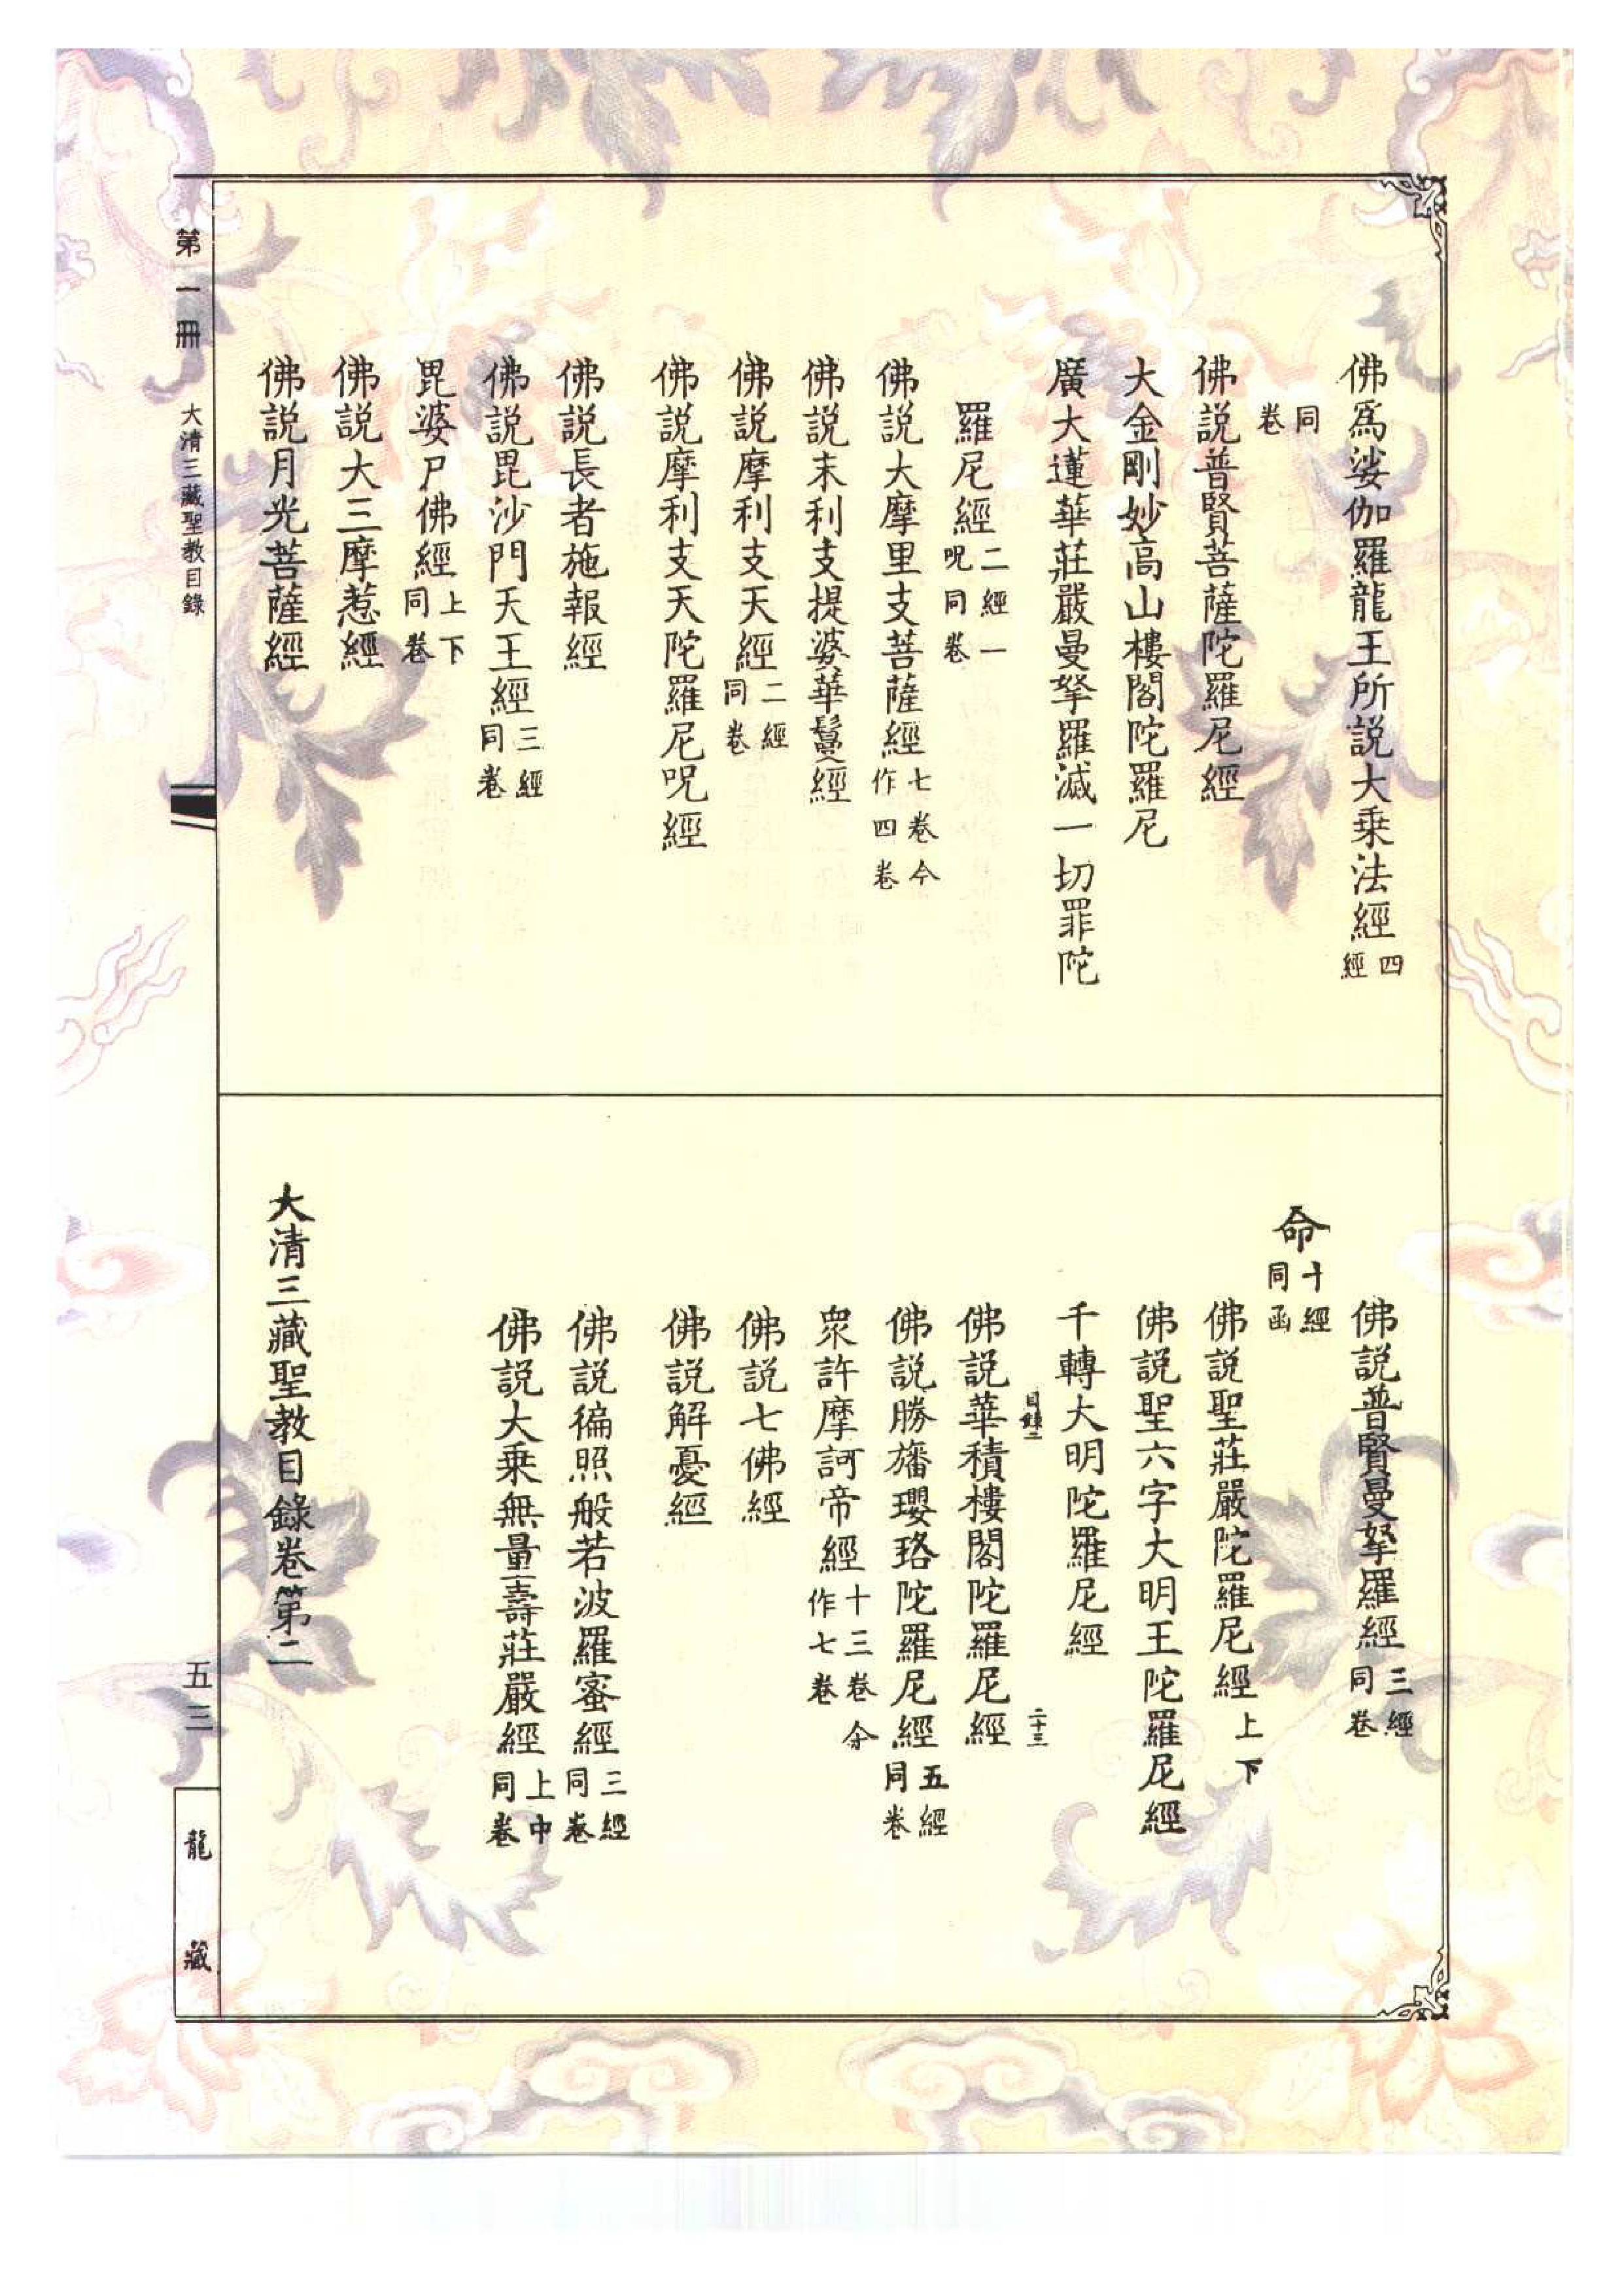 佛爲娑伽羅龍王所説大乗法經四經
同卷
佛説普賢菩薩陀羅尼經
大金剛妙高山樓閣陀羅尼
廣大蓮華莊嚴曼拏羅滅一切罪陀
羅尼經二經一呪同卷
佛説大摩里支菩薩經七卷今作四卷
佛説末利支提婆華鬘經
佛説摩利支天經二經同卷
佛説摩利支天陀羅尼呪經
佛説長者施報經
佛説毘沙門天王經三經同卷
毘婆尸佛經上下同卷
佛説大三摩惹經
佛説月光菩薩經
佛説普賢曼拏羅經三經同卷
命十經同函
佛説聖莊嚴陀羅尼經上下
佛説聖六字大明王陀羅尼經
千轉大明陀羅尼經
目録二 二十三
佛説華積樓閣陀羅尼經
佛説勝旛瓔珞陀羅尼經五經同卷
衆許摩訶帝經十三卷今作七卷
佛説七佛經
佛説解憂經
佛説徧照般若波羅蜜經三經同卷
佛説大乗無量壽莊嚴經上中同卷
大清三藏聖教目錄卷第二
第一冊 大清三藏聖教目錄 五三 龍藏